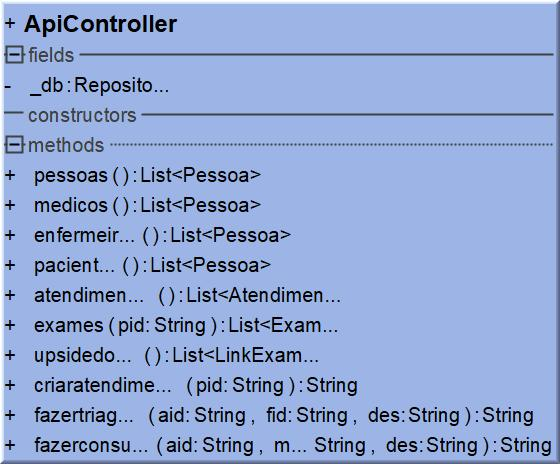 + ApiController
fields
- _db:Reposito...
constructors
methods
+ pessoas ( ):List<Pessoa>
+ medicos ( ):List<Pessoa>
+ enfermeir... ( ):List<Pessoa>
+ pacient... ( ):List<Pessoa>
+ atendimen... ( ):List<Atendimen...
+ exames (pid: String ):List<Exam...
+ upsidedo... ( ):List<LinkExam...
+ criaratendime... (pid: String ):String
+ fazertriag... (aid: String , fid: String , des:String ):String
+ fazerconsu... (aid: String , m... String , des:String ):String